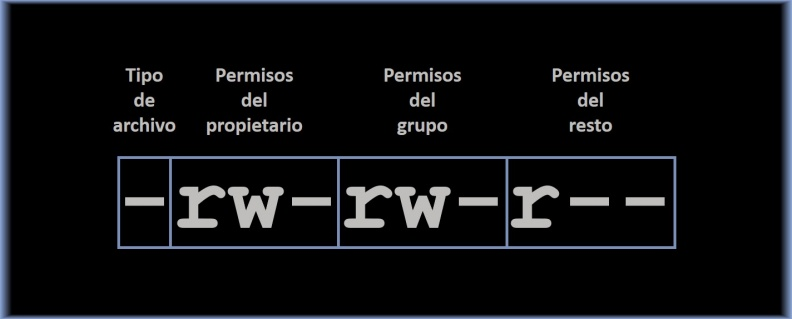 Tipo
de
archivo
Permisos
del
propietario
Permisos
del
grupo
Permisos
del
resto
-rw-rw-r--